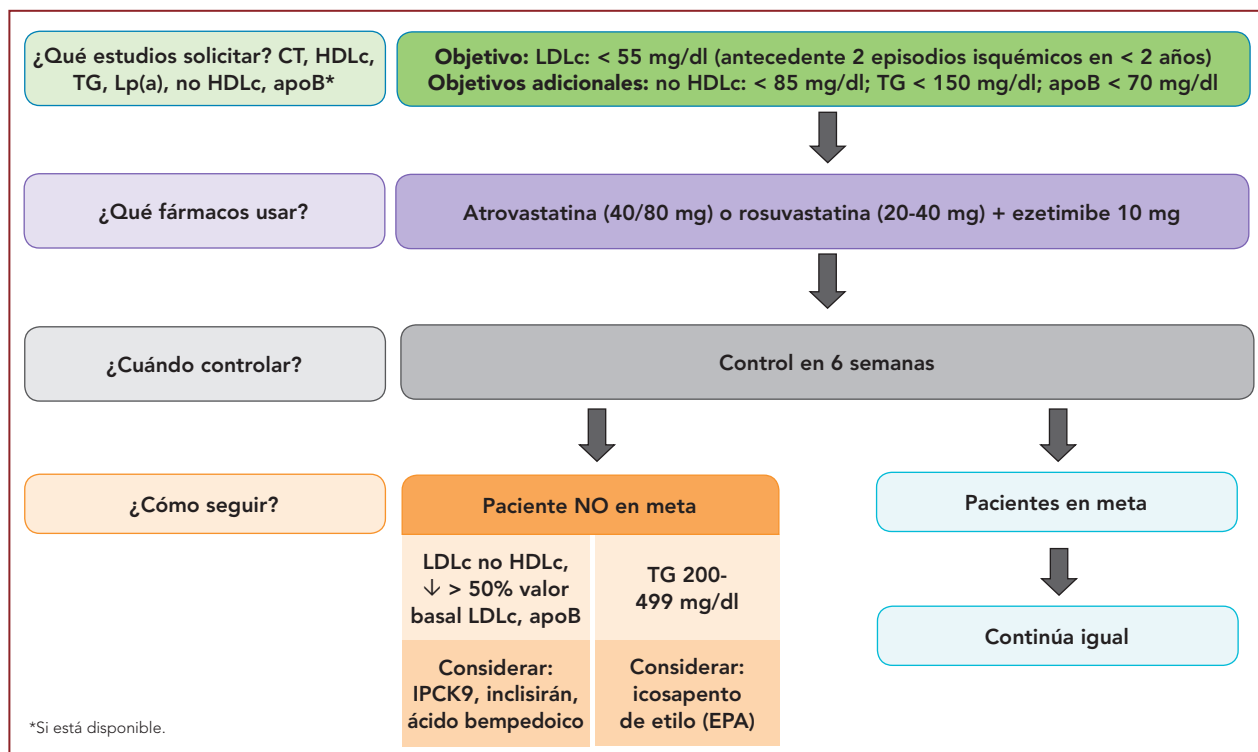 ¿Qué estudios solicitar? CT, HDLc,
TG, Lp(a), no HDLc, apoB*
Objetivo: LDLc: < 55 mg/dl (antecedente 2 episodios isquémicos en < 2 años)
Objetivos adicionales: no HDLc: < 85 mg/dl; TG < 150 mg/dl; apoB < 70 mg/dl
¿Qué fármacos usar?
Atrovastatina (40/80 mg) o rosuvastatina (20-40 mg) + ezetimibe 10 mg
¿Cuándo controlar?
Control en 6 semanas
¿Cómo seguir?
Paciente NO en meta
LDLc no HDLc,
↓ > 50% valor
basal LDLc, apoB
TG 200-
499 mg/dl
Considerar:
IPCK9, inclisirán,
ácido bempedoico
Considerar:
icosapento
de etilo (EPA)
Pacientes en meta
Continúa igual
*Si está disponible.